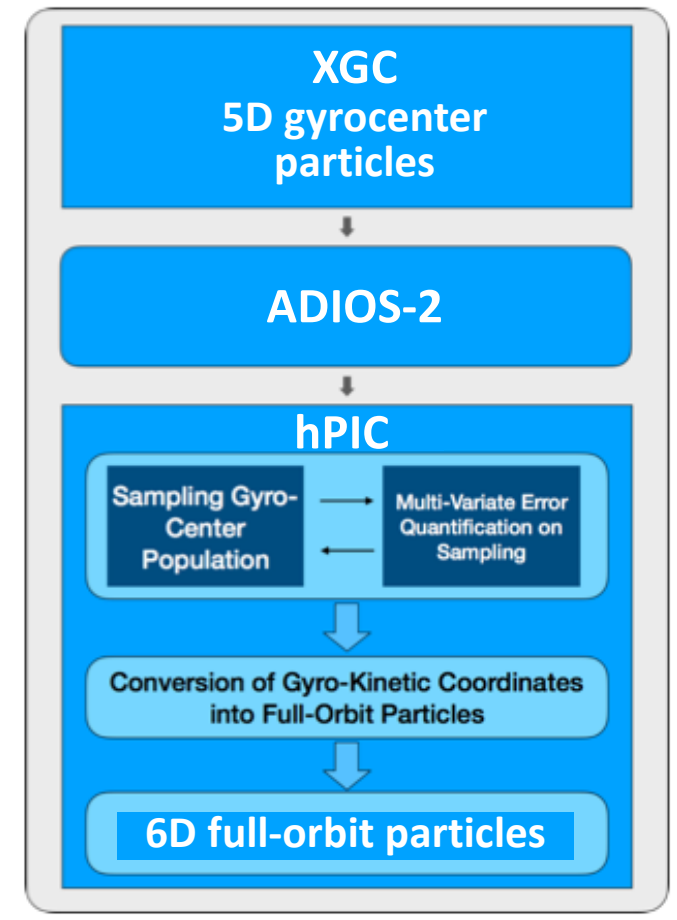 XGC
5D gyrocenter
particles
ADIOS-2
hPIC
Sampling Gyro-
Center
Population
Multi-Variate Error
Quantification on
Sampling
Conversion of Gyro-Kinetic Coordinates
into Full-Orbit Particles
6D full-orbit particles